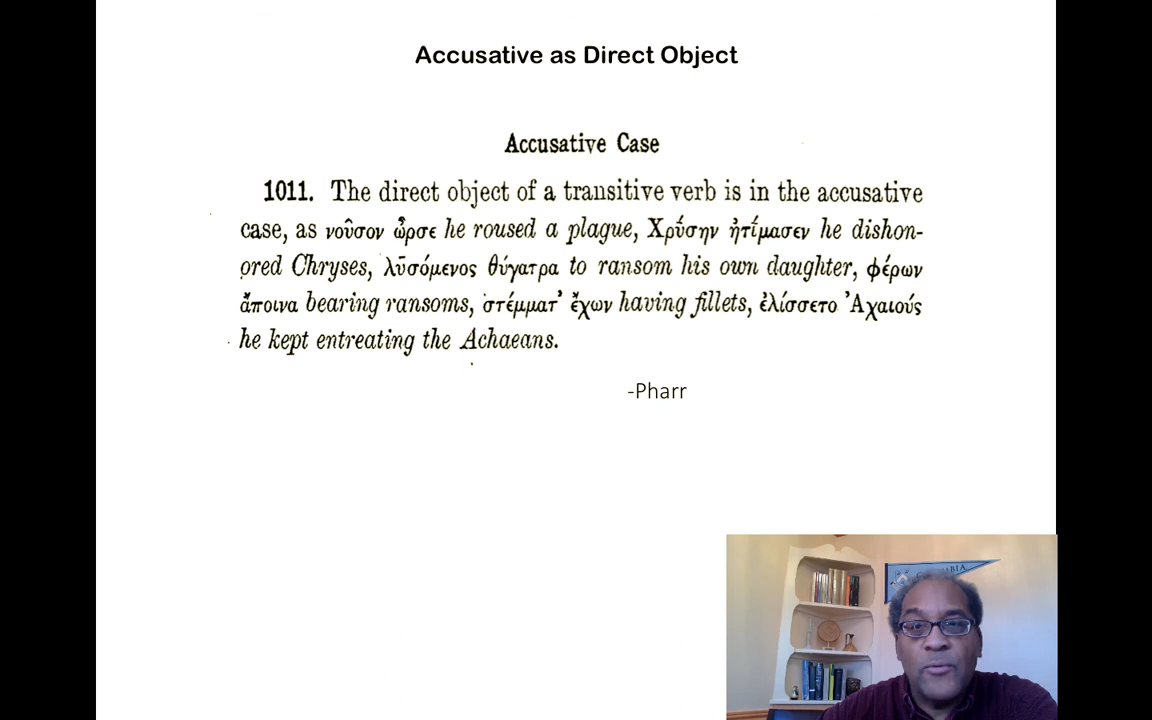 Accusative as Direct Object
Accusative Case
1011. The direct object of a transitive verb is in the accusative
case, as νοῦσον ὦρσε he roused a plague, Χρύσην ἠτίμασεν he dishon-
ored Chryses, λῡσόμενος θύγατρα to ransom his own daughter, φέρων
ἄποινα bearing ransoms, στέμματ’ ἔχων having fillets, ἐλίσσετο Ἀχαιούς
he kept entreating the Achaeans.
-Pharr